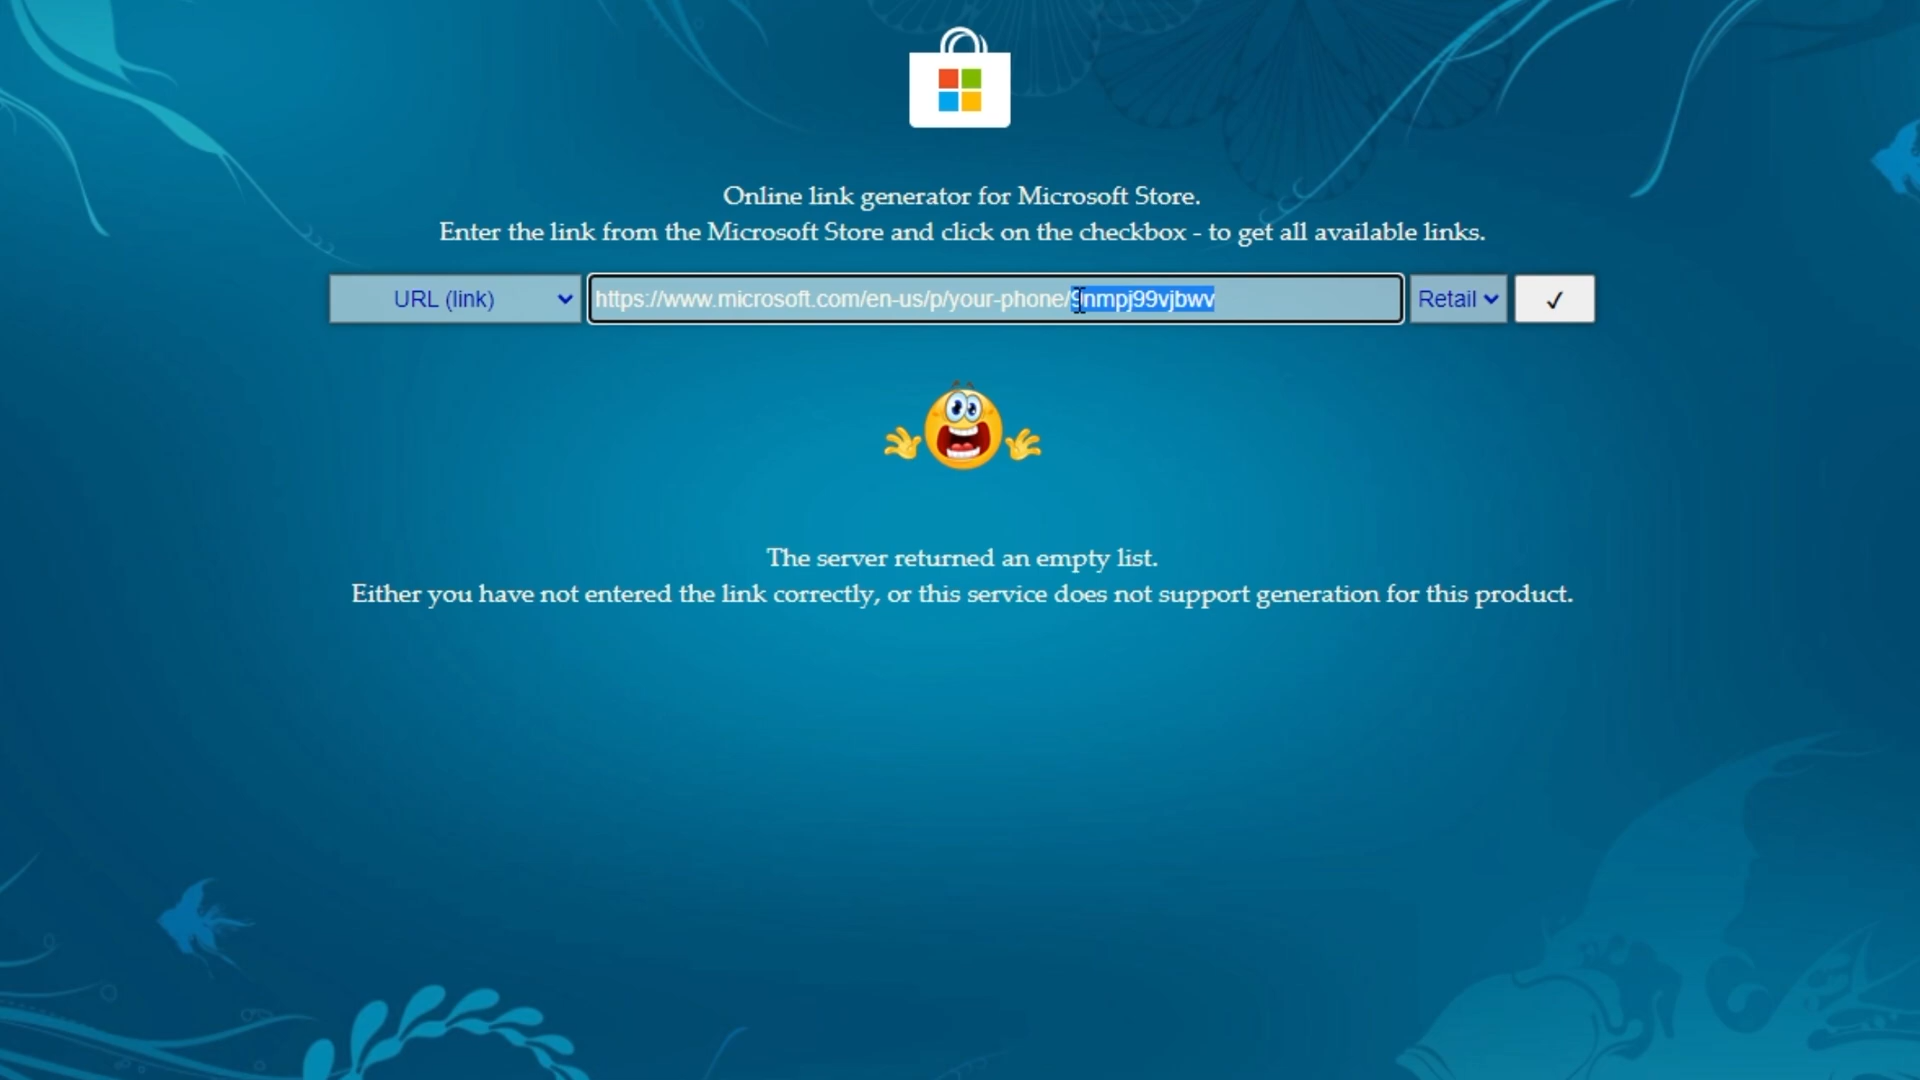 Online link generator for Microsoft Store.
Enter the link from the Microsoft Store and click on the checkbox - to get all available links.
URL (link) https://www.microsoft.com/en-us/p/your-phone/9nmpj99vjbwv Retail ✓
The server returned an empty list.
Either you have not entered the link correctly, or this service does not support generation for this product.